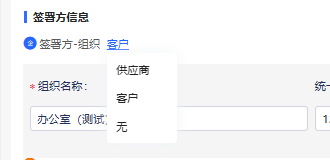 签署方信息
② 签署方-组织 客户
供应商
* 组织名称: 统一
客户
办公室（测试）
无